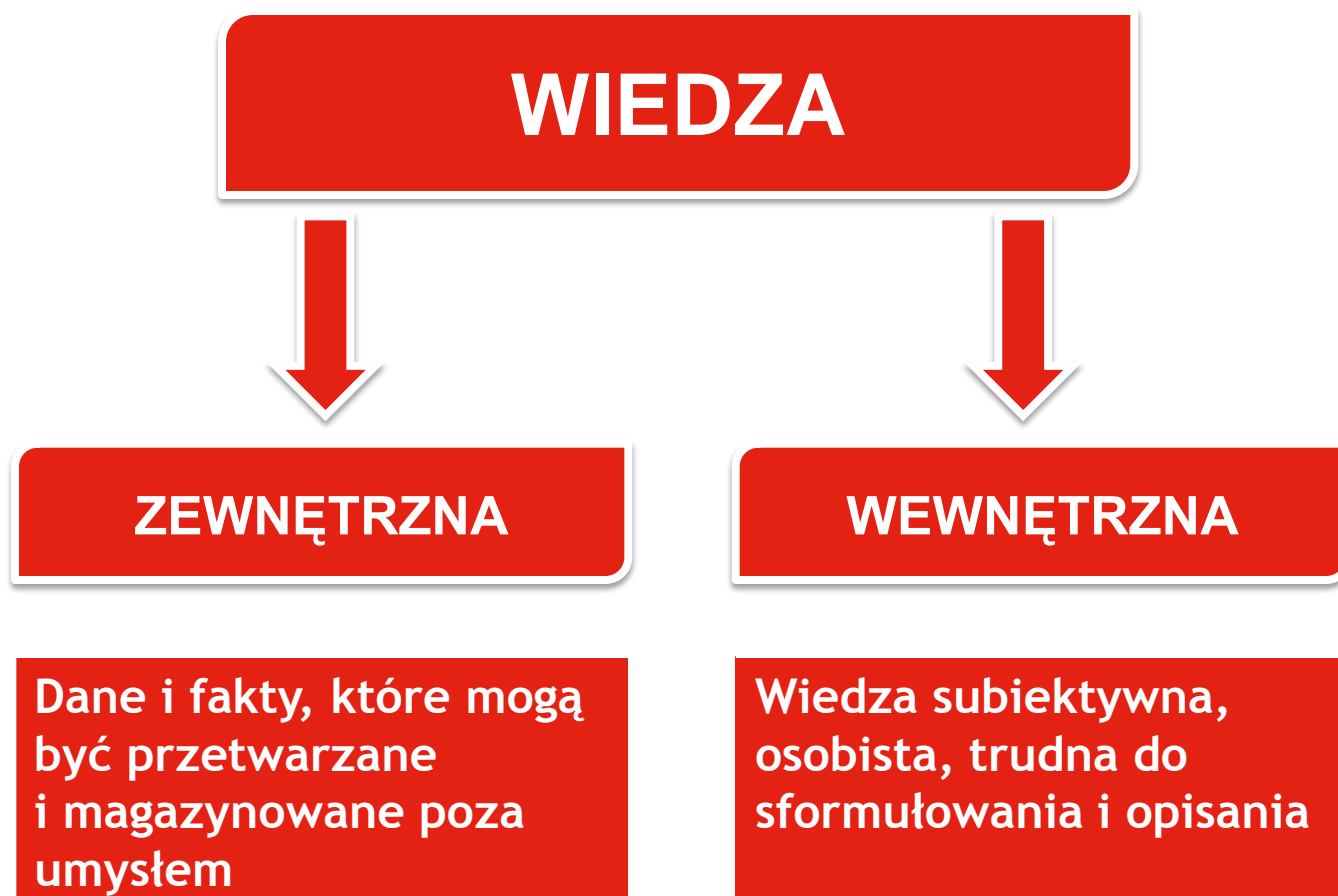 WIEDZA
ZEWNĘTRZNA
WEWNĘTRZNA
Dane i fakty, które mogą
być przetwarzane
i magazynowane poza
umysłem
Wiedza subiektywna,
osobista, trudna do
sformułowania i opisania